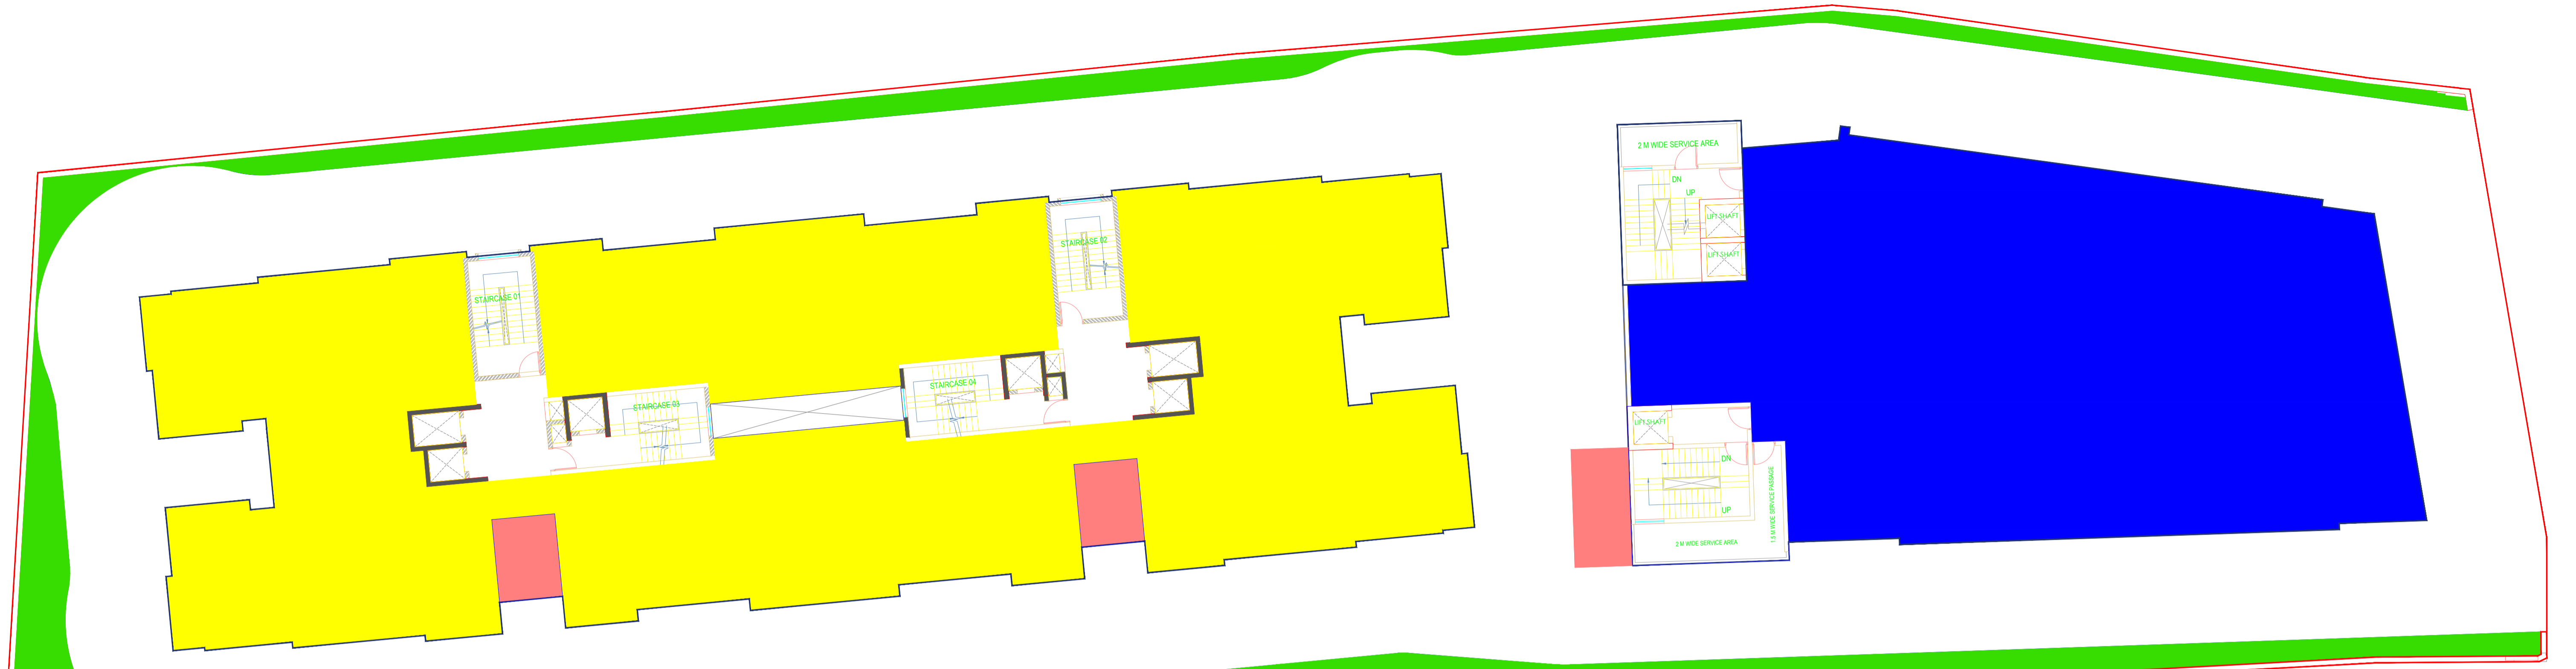 2 M WIDE SERVICE AREA
DN
UP
LIFT SHAFT
LIFT SHAFT
STAIRCASE 02
STAIRCASE 01
STAIRCASE 04
STAIRCASE 03
LIFT SHAFT
DN
UP
1.5 M WIDE SERVICE PASSAGE
2 M WIDE SERVICE AREA